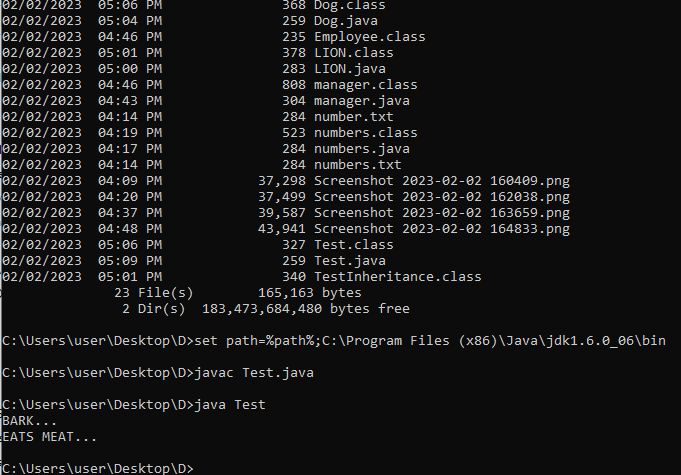 02/02/2023  05:06 PM               368 Dog.class
02/02/2023  05:04 PM               259 Dog.java
02/02/2023  04:46 PM               235 Employee.class
02/02/2023  05:01 PM               378 LION.class
02/02/2023  05:00 PM               283 LION.java
02/02/2023  04:46 PM               808 manager.class
02/02/2023  04:43 PM               304 manager.java
02/02/2023  04:14 PM               284 number.txt
02/02/2023  04:19 PM               523 numbers.class
02/02/2023  04:17 PM               284 numbers.java
02/02/2023  04:14 PM               284 numbers.txt
02/02/2023  04:09 PM            37,298 Screenshot 2023-02-02 160409.png
02/02/2023  04:20 PM            37,499 Screenshot 2023-02-02 162038.png
02/02/2023  04:37 PM            39,587 Screenshot 2023-02-02 163659.png
02/02/2023  04:48 PM            43,941 Screenshot 2023-02-02 164833.png
02/02/2023  05:06 PM               327 Test.class
02/02/2023  05:09 PM               259 Test.java
02/02/2023  05:01 PM               340 TestInheritance.class
23 File(s)        165,163 bytes
2 Dir(s)  183,473,684,480 bytes free
C:\Users\user\Desktop\D>set path=%path%;C:\Program Files (x86)\Java\jdk1.6.0_06\bin
C:\Users\user\Desktop\D>javac Test.java
C:\Users\user\Desktop\D>java Test
BARK...
EATS MEAT...
C:\Users\user\Desktop\D>